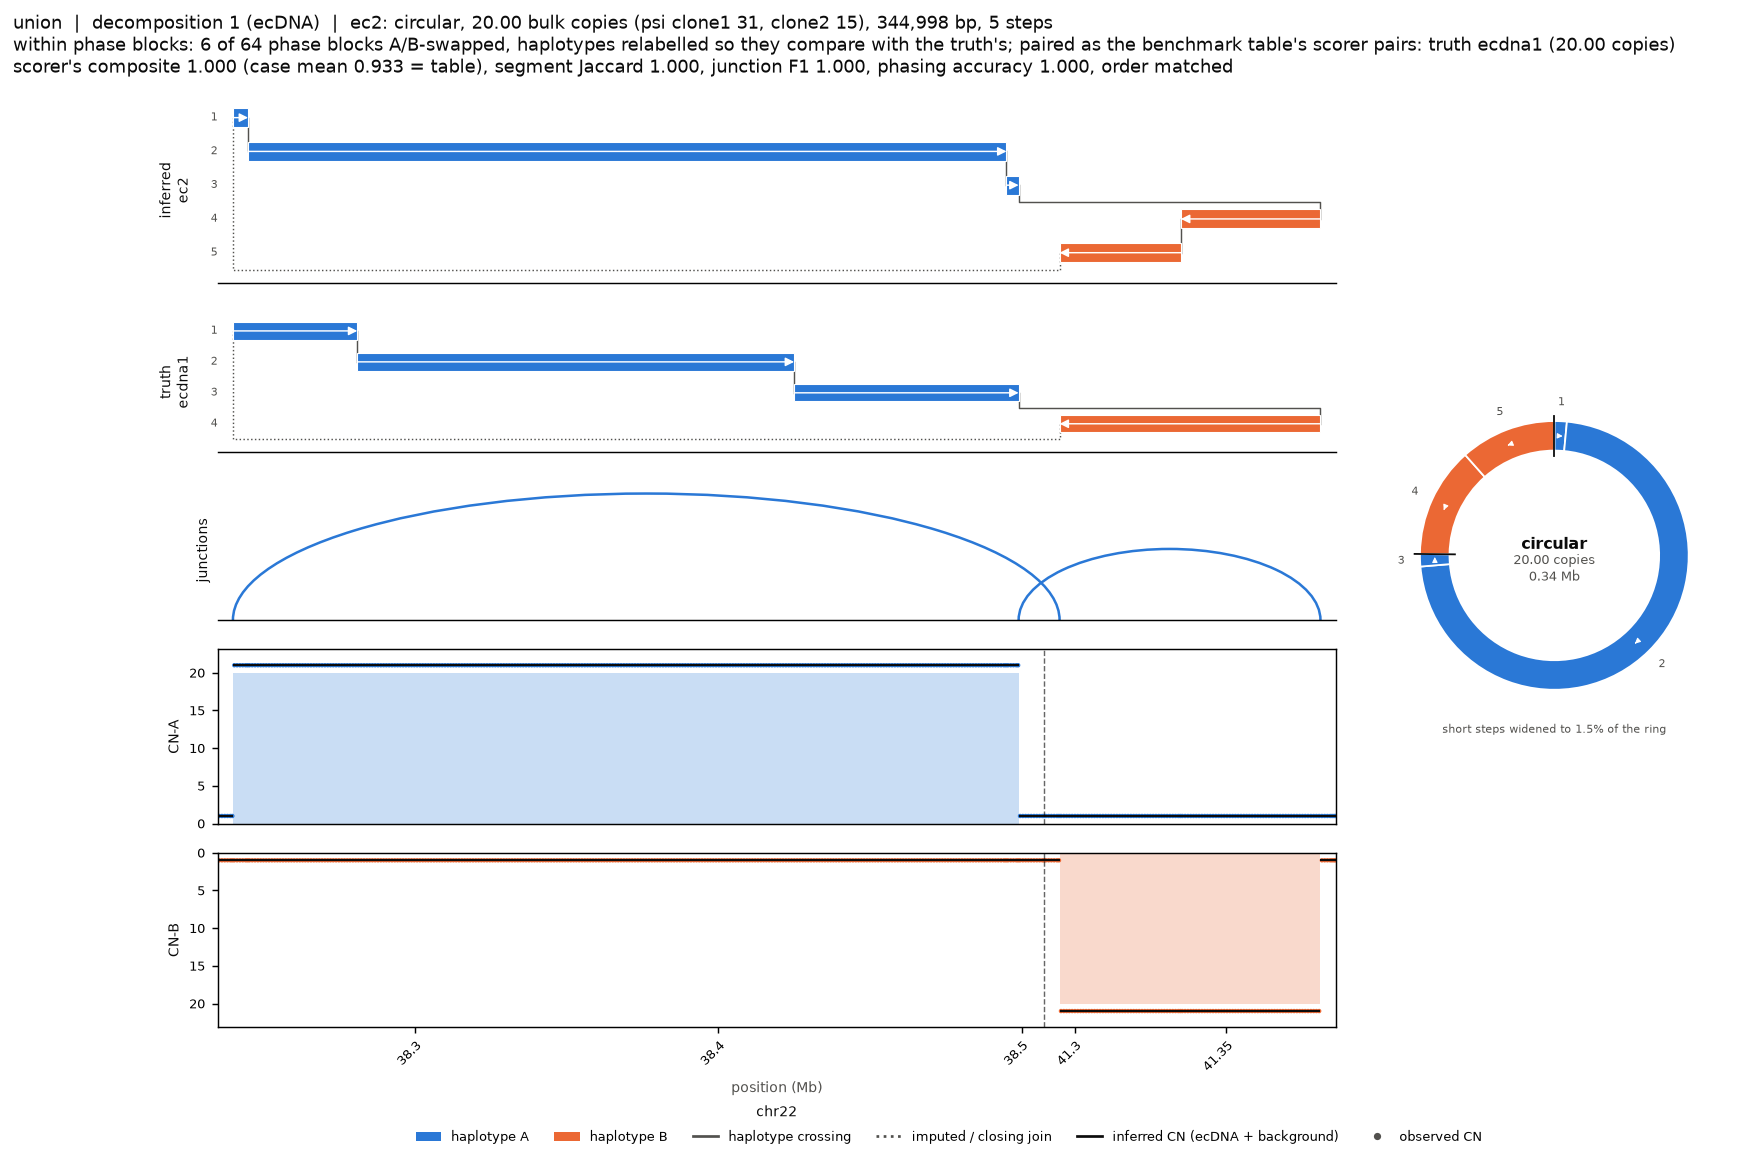 union | decomposition 1 (ecDNA) | ec2: circular, 20.00 bulk copies (psi clone1 31, clone2 15), 344,998 bp, 5 steps
within phase blocks: 6 of 64 phase blocks A/B-swapped, haplotypes relabelled so they compare with the truth's; paired as the benchmark table's scorer pairs: truth ecdna1 (20.00 copies)
scorer's composite 1.000 (case mean 0.933 = table), segment Jaccard 1.000, junction F1 1.000, phasing accuracy 1.000, order matched
inferred
ec2
1
2
3
4
5
truth
ecdna1
1
2
3
4
junctions
CN-A
20
15
10
5
0
CN-B
0
5
10
15
20
38.3
38.4
38.5
41.3
41.35
position (Mb)
chr22
1
2
3
4
5
circular
20.00 copies
0.34 Mb
short steps widened to 1.5% of the ring
haplotype A
haplotype B
haplotype crossing
imputed / closing join
inferred CN (ecDNA + background)
observed CN